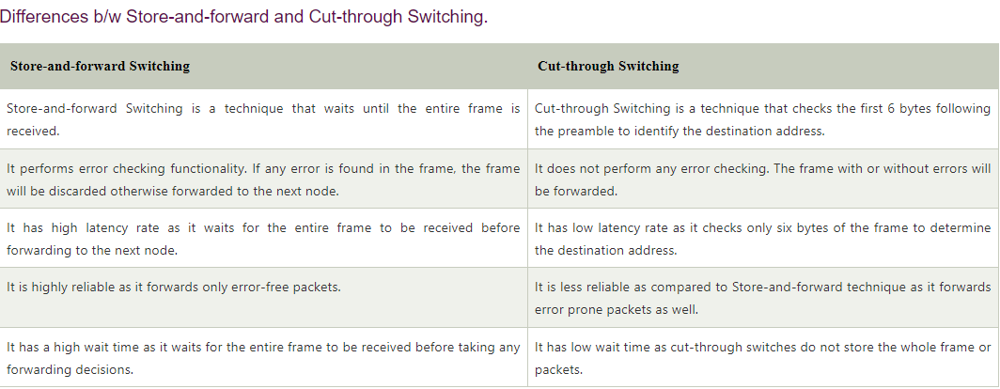 Differences b/w Store-and-forward and Cut-through Switching.
Store-and-forward Switching
Cut-through Switching
Store-and-forward Switching is a technique that waits until the entire frame is
received.
Cut-through Switching is a technique that checks the first 6 bytes following
the preamble to identify the destination address.
It performs error checking functionality. If any error is found in the frame, the frame
will be discarded otherwise forwarded to the next node.
It does not perform any error checking. The frame with or without errors will
be forwarded.
It has high latency rate as it waits for the entire frame to be received before
forwarding to the next node.
It has low latency rate as it checks only six bytes of the frame to determine
the destination address.
It is highly reliable as it forwards only error-free packets.
It is less reliable as compared to Store-and-forward technique as it forwards
error prone packets as well.
It has a high wait time as it waits for the entire frame to be received before taking any
forwarding decisions.
It has low wait time as cut-through switches do not store the whole frame or
packets.